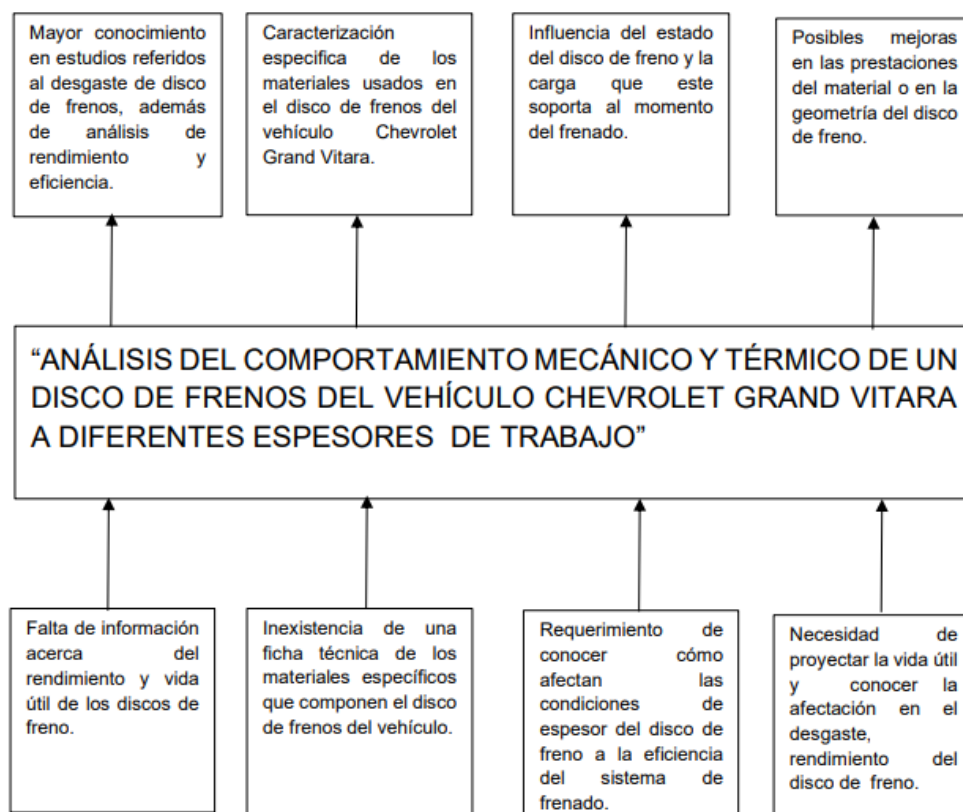 Mayor conocimiento
en estudios referidos
al desgaste de disco
de frenos, además
de análisis de
rendimiento y
eficiencia.
Caracterización
especifica de los
materiales usados en
el disco de frenos del
vehículo Chevrolet
Grand Vitara.
Influencia del estado
del disco de freno y la
carga que este
soporta al momento
del frenado.
Posibles mejoras
en las prestaciones
del material o en la
geometría del disco
de freno.
“ANÁLISIS DEL COMPORTAMIENTO MECÁNICO Y TÉRMICO DE UN
DISCO DE FRENOS DEL VEHÍCULO CHEVROLET GRAND VITARA
A DIFERENTES ESPESORES DE TRABAJO”
Falta de información
acerca del
rendimiento y vida
útil de los discos de
freno.
Inexistencia de una
ficha técnica de los
materiales específicos
que componen el disco
de frenos del vehículo.
Requerimiento de
conocer cómo
afectan las
condiciones de
espesor del disco de
freno a la eficiencia
del sistema de
frenado.
Necesidad de
proyectar la vida útil
y conocer la
afectación en el
desgaste,
rendimiento del
disco de freno.